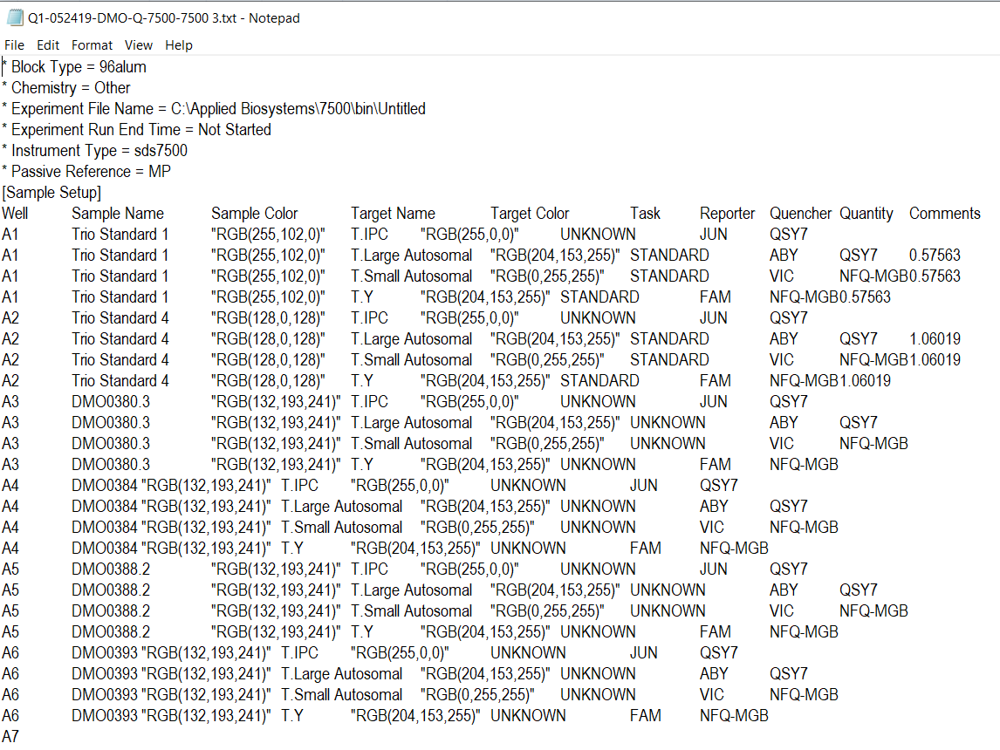 Q1-052419-DMO-Q-7500-7500 3.txt - Notepad
File Edit Format View Help
* Block Type = 96alum
* Chemistry = Other
* Experiment File Name = C:\Applied Biosystems\7500\bin\Untitled
* Experiment Run End Time = Not Started
* Instrument Type = sds7500
* Passive Reference = MP
[Sample Setup]
Well Sample Name Sample Color Target Name Target Color Task Reporter Quencher Quantity Comments
A1 Trio Standard 1 "RGB(255,102,0)" T.IPC "RGB(255,0,0)" UNKNOWN JUN QSY7
A1 Trio Standard 1 "RGB(255,102,0)" T.Large Autosomal "RGB(204,153,255)" STANDARD ABY QSY7 0.57563
A1 Trio Standard 1 "RGB(255,102,0)" T.Small Autosomal "RGB(0,255,255)" STANDARD VIC NFQ-MGB 0.57563
A1 Trio Standard 1 "RGB(255,102,0)" T.Y "RGB(204,153,255)" STANDARD FAM NFQ-MGB 0.57563
A2 Trio Standard 4 "RGB(128,0,128)" T.IPC "RGB(255,0,0)" UNKNOWN JUN QSY7
A2 Trio Standard 4 "RGB(128,0,128)" T.Large Autosomal "RGB(204,153,255)" STANDARD ABY QSY7 1.06019
A2 Trio Standard 4 "RGB(128,0,128)" T.Small Autosomal "RGB(0,255,255)" STANDARD VIC NFQ-MGB 1.06019
A2 Trio Standard 4 "RGB(128,0,128)" T.Y "RGB(204,153,255)" STANDARD FAM NFQ-MGB 1.06019
A3 DMO0380.3 "RGB(132,193,241)" T.IPC "RGB(255,0,0)" UNKNOWN JUN QSY7
A3 DMO0380.3 "RGB(132,193,241)" T.Large Autosomal "RGB(204,153,255)" UNKNOWN ABY QSY7
A3 DMO0380.3 "RGB(132,193,241)" T.Small Autosomal "RGB(0,255,255)" UNKNOWN VIC NFQ-MGB
A3 DMO0380.3 "RGB(132,193,241)" T.Y "RGB(204,153,255)" UNKNOWN FAM NFQ-MGB
A4 DMO0384 "RGB(132,193,241)" T.IPC "RGB(255,0,0)" UNKNOWN JUN QSY7
A4 DMO0384 "RGB(132,193,241)" T.Large Autosomal "RGB(204,153,255)" UNKNOWN ABY QSY7
A4 DMO0384 "RGB(132,193,241)" T.Small Autosomal "RGB(0,255,255)" UNKNOWN VIC NFQ-MGB
A4 DMO0384 "RGB(132,193,241)" T.Y "RGB(204,153,255)" UNKNOWN FAM NFQ-MGB
A5 DMO0388.2 "RGB(132,193,241)" T.IPC "RGB(255,0,0)" UNKNOWN JUN QSY7
A5 DMO0388.2 "RGB(132,193,241)" T.Large Autosomal "RGB(204,153,255)" UNKNOWN ABY QSY7
A5 DMO0388.2 "RGB(132,193,241)" T.Small Autosomal "RGB(0,255,255)" UNKNOWN VIC NFQ-MGB
A5 DMO0388.2 "RGB(132,193,241)" T.Y "RGB(204,153,255)" UNKNOWN FAM NFQ-MGB
A6 DMO0393 "RGB(132,193,241)" T.IPC "RGB(255,0,0)" UNKNOWN JUN QSY7
A6 DMO0393 "RGB(132,193,241)" T.Large Autosomal "RGB(204,153,255)" UNKNOWN ABY QSY7
A6 DMO0393 "RGB(132,193,241)" T.Small Autosomal "RGB(0,255,255)" UNKNOWN VIC NFQ-MGB
A6 DMO0393 "RGB(132,193,241)" T.Y "RGB(204,153,255)" UNKNOWN FAM NFQ-MGB
A7